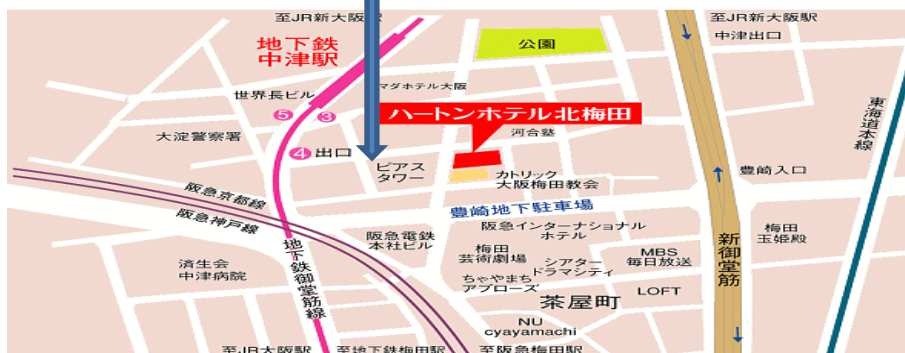 至JR新大阪駅
至JR新大阪駅
地下鉄
中津駅
公園
中津出口
世界長ビル
マダホテル大阪
東海道本線
⑤
③
ハートンホテル北梅田
大淀警察署
河合塾
④出口
ピアス
タワー
カトリック
大阪梅田教会
豊崎入口
阪急京都線
阪急神戸線
豊崎地下駐車場
阪急電鉄
本社ビル
阪急インターナショナル
ホテル
梅田
玉姫殿
新御堂筋
地下鉄御堂筋線
済生会
中津病院
梅田
芸術劇場
シアター
ドラマシティ
MBS
毎日放送
ちゃやまち
アプローズ
茶屋町
LOFT
NU
cyayamachi
至JR大阪駅
至地下鉄梅田駅
至阪急梅田駅